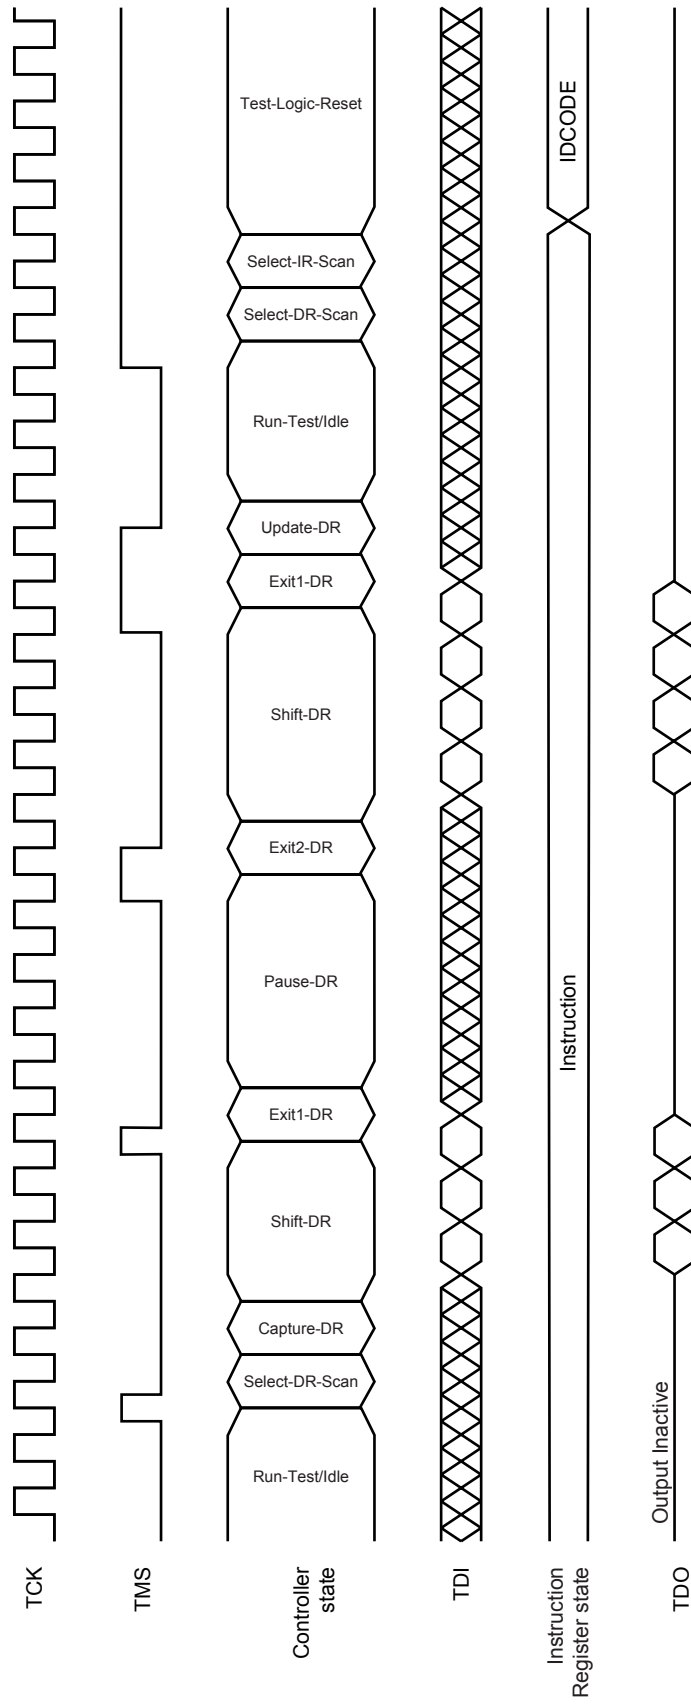 Test-Logic-Reset
IDCODE
Select-IR-Scan
Select-DR-Scan
Run-Test/Idle
Update-DR
Exit1-DR
Shift-DR
Exit2-DR
Pause-DR
Instruction
Exit1-DR
Shift-DR
Capture-DR
Select-DR-Scan
Output Inactive
Run-Test/Idle
TCK
TMS
Controller
state
TDI
Instruction
Register state
TDO